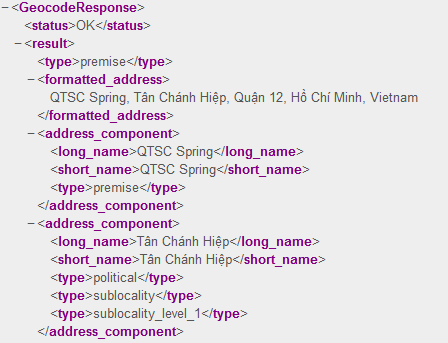 − <GeocodeResponse>
<status>OK</status>
− <result>
<type>premise</type>
− <formatted_address>
QTSC Spring, Tân Chánh Hiệp, Quận 12, Hồ Chí Minh, Vietnam
</formatted_address>
− <address_component>
<long_name>QTSC Spring</long_name>
<short_name>QTSC Spring</short_name>
<type>premise</type>
</address_component>
− <address_component>
<long_name>Tân Chánh Hiệp</long_name>
<short_name>Tân Chánh Hiệp</short_name>
<type>political</type>
<type>sublocality</type>
<type>sublocality_level_1</type>
</address_component>